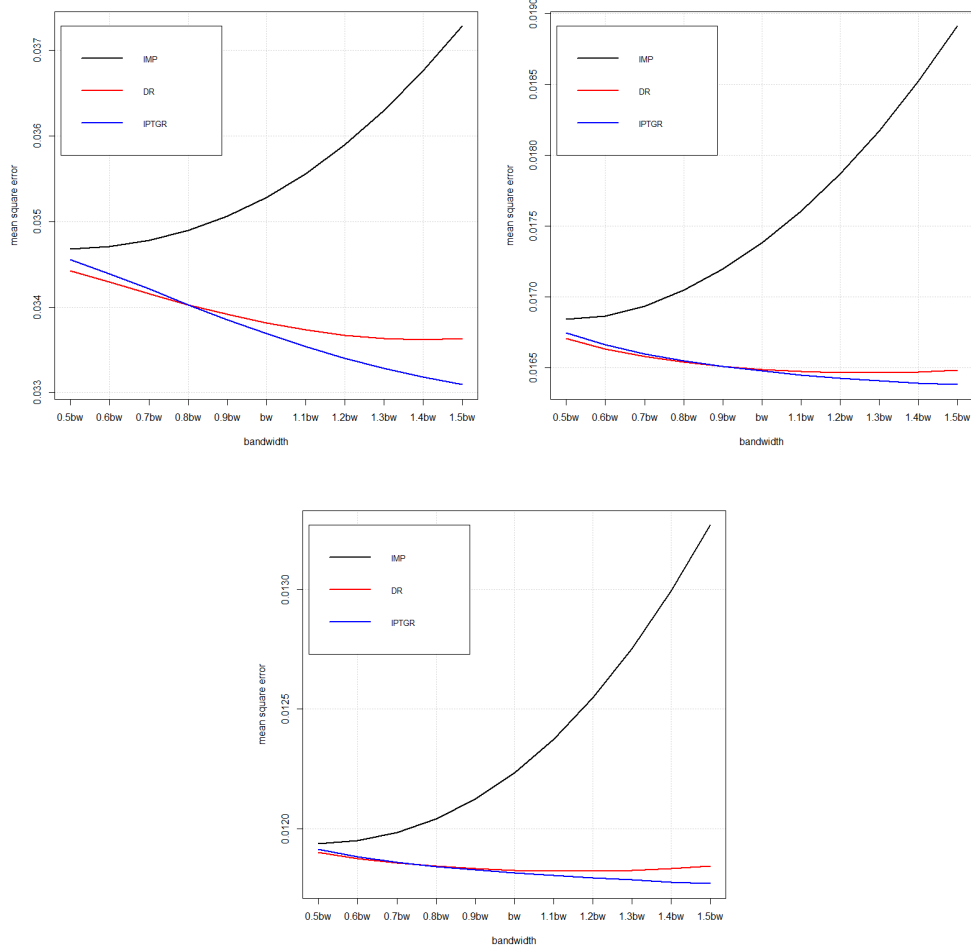 0.037
0.036
0.035
0.034
0.033
mean square error
IMP
DR
IPTGR
0.5bw 0.6bw 0.7bw 0.8bw 0.9bw bw 1.1bw 1.2bw 1.3bw 1.4bw 1.5bw
bandwidth
0.0190
0.0185
0.0180
0.0175
0.0170
0.0165
mean square error
IMP
DR
IPTGR
0.5bw 0.6bw 0.7bw 0.8bw 0.9bw bw 1.1bw 1.2bw 1.3bw 1.4bw 1.5bw
bandwidth
0.0130
0.0125
0.0120
mean square error
IMP
DR
IPTGR
0.5bw 0.6bw 0.7bw 0.8bw 0.9bw bw 1.1bw 1.2bw 1.3bw 1.4bw 1.5bw
bandwidth